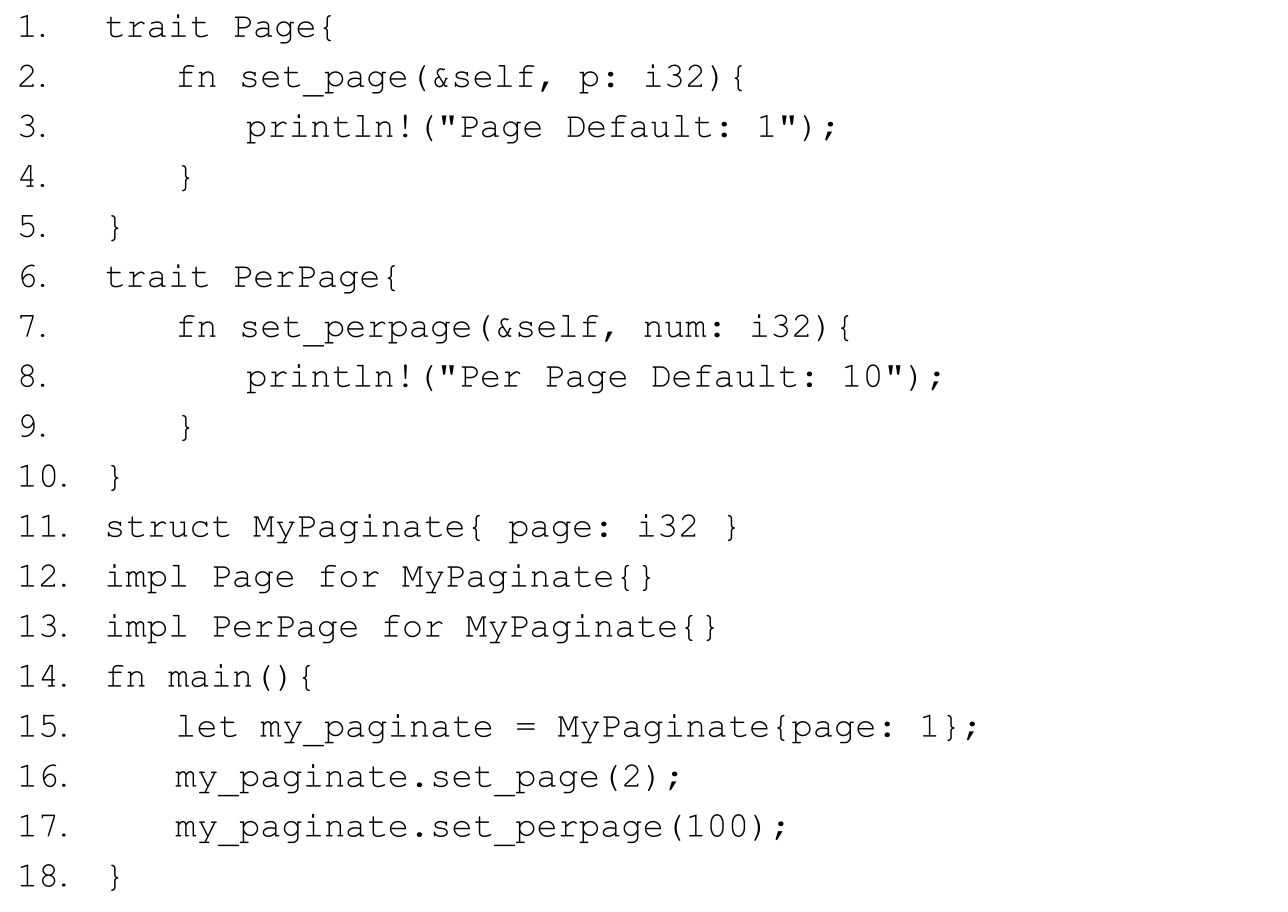 1. trait Page{
2. fn set_page(&self, p: i32){
3. println!("Page Default: 1");
4. }
5. }
6. trait PerPage{
7. fn set_perpage(&self, num: i32){
8. println!("Per Page Default: 10");
9. }
10. }
11. struct MyPaginate{ page: i32 }
12. impl Page for MyPaginate{}
13. impl PerPage for MyPaginate{}
14. fn main(){
15. let my_paginate = MyPaginate{page: 1};
16. my_paginate.set_page(2);
17. my_paginate.set_perpage(100);
18. }